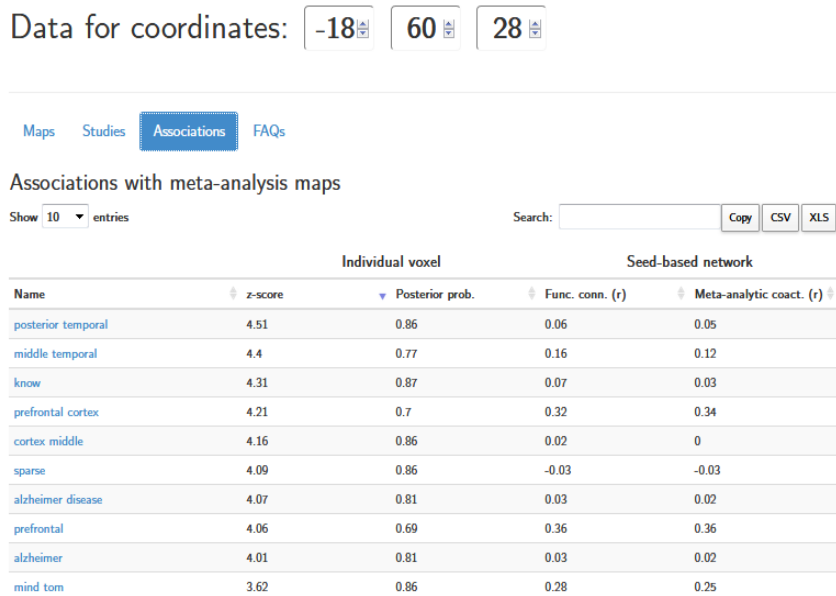 Data for coordinates: -18 60 28
Maps Studies Associations FAQs
Associations with meta-analysis maps
Show 10 entries Search: Copy CSV XLS
Individual voxel Seed-based network
Name z-score Posterior prob. Func. conn. (r) Meta-analytic coact. (r)
posterior temporal 4.51 0.86 0.06 0.05
middle temporal 4.4 0.77 0.16 0.12
know 4.31 0.87 0.07 0.03
prefrontal cortex 4.21 0.7 0.32 0.34
cortex middle 4.16 0.86 0.02 0
sparse 4.09 0.86 -0.03 -0.03
alzheimer disease 4.07 0.81 0.03 0.02
prefrontal 4.06 0.69 0.36 0.36
alzheimer 4.01 0.81 0.03 0.02
mind tom 3.62 0.86 0.28 0.25